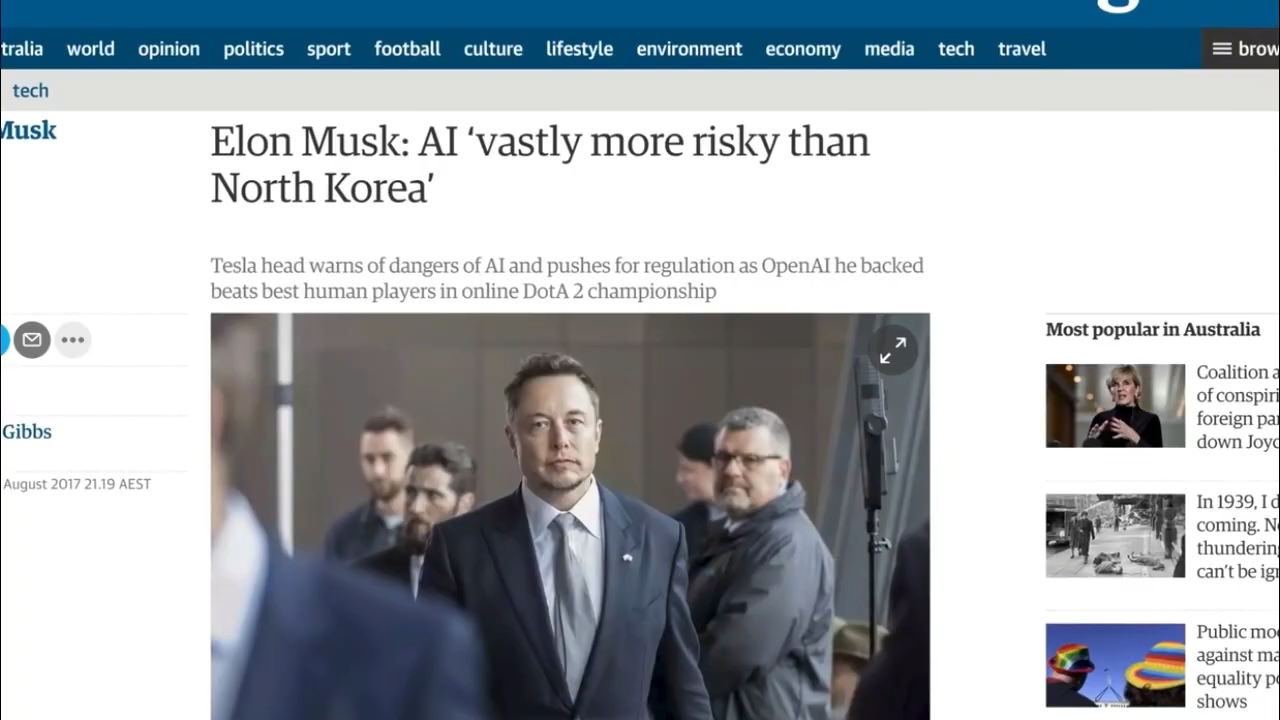 tralia world opinion politics sport football culture lifestyle environment economy media tech travel brow
tech
Musk
Elon Musk: AI ‘vastly more risky than
North Korea’
Tesla head warns of dangers of AI and pushes for regulation as OpenAI he backed
beats best human players in online DotA 2 championship
Gibbs
August 2017 21.19 AEST
Most popular in Australia
Coalition a
of conspiri
foreign pa
down Joyc
In 1939, I d
coming. N
thundering
can’t be ign
Public mo
against ma
equality po
shows